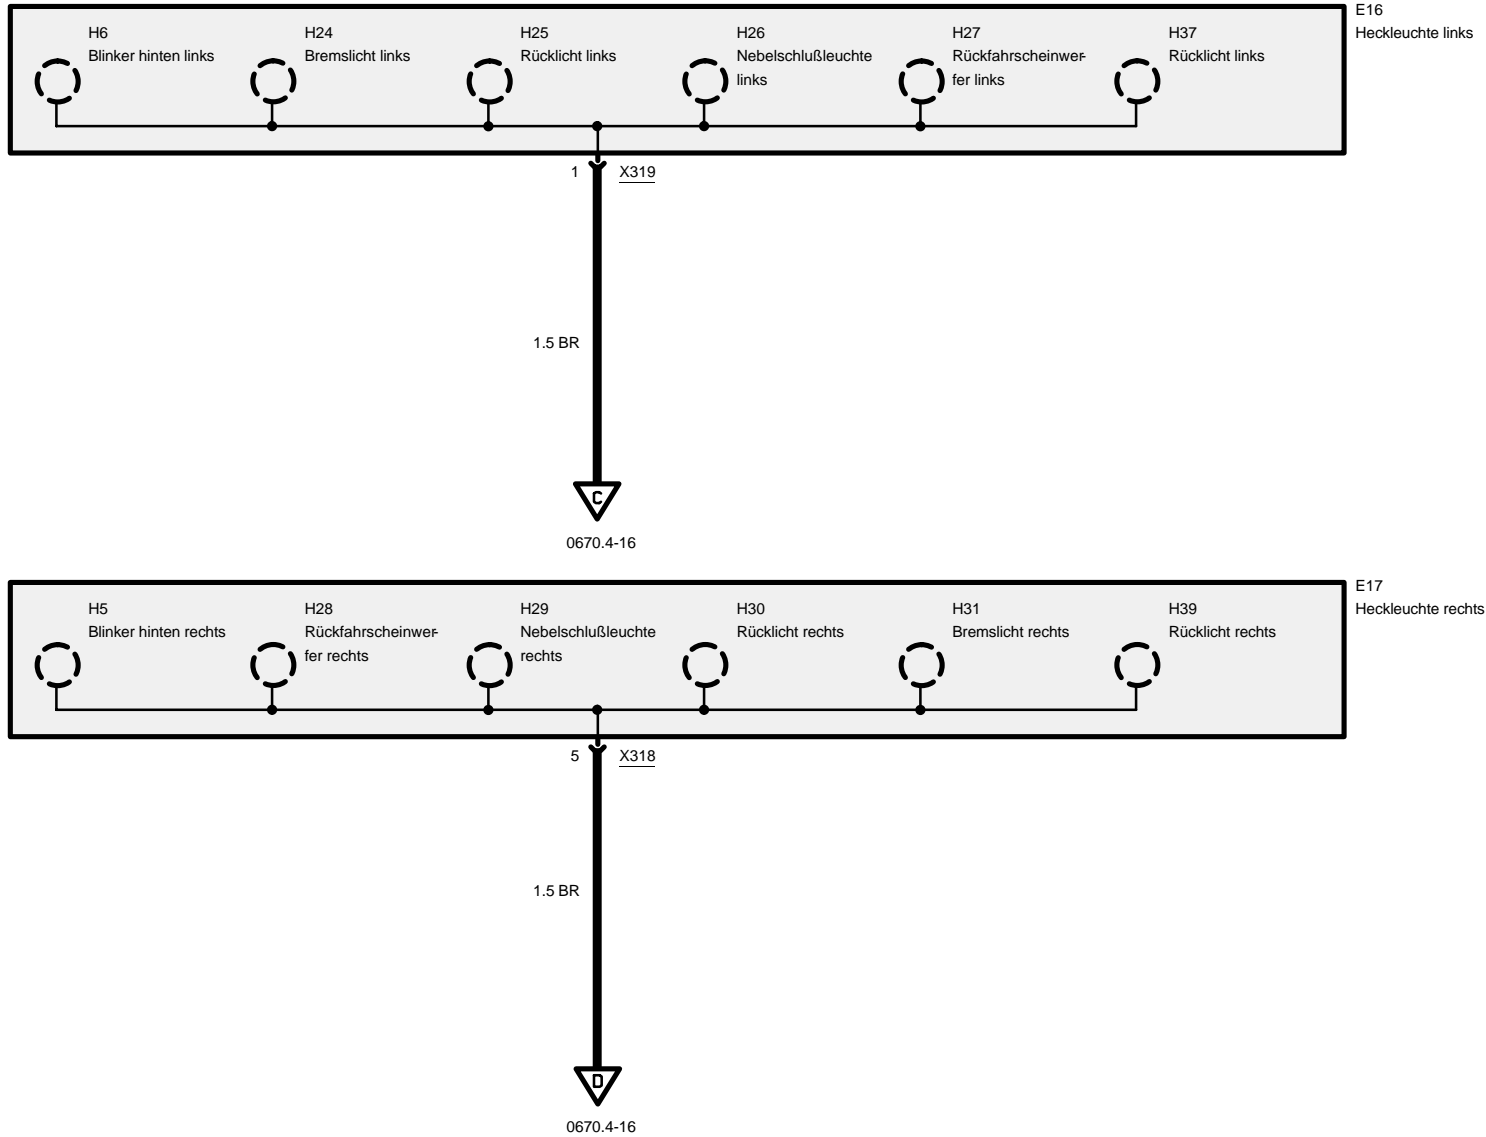 E16
Heckleuchte links
H6
Blinker hinten links
H24
Bremslicht links
H25
Rücklicht links
H26
Nebelschlußleuchte
links
H27
Rückfahrscheinwer-
fer links
H37
Rücklicht links
1
X319
1.5 BR
C
0670.4-16
E17
Heckleuchte rechts
H5
Blinker hinten rechts
H28
Rückfahrscheinwer-
fer rechts
H29
Nebelschlußleuchte
rechts
H30
Rücklicht rechts
H31
Bremslicht rechts
H39
Rücklicht rechts
5
X318
1.5 BR
D
0670.4-16